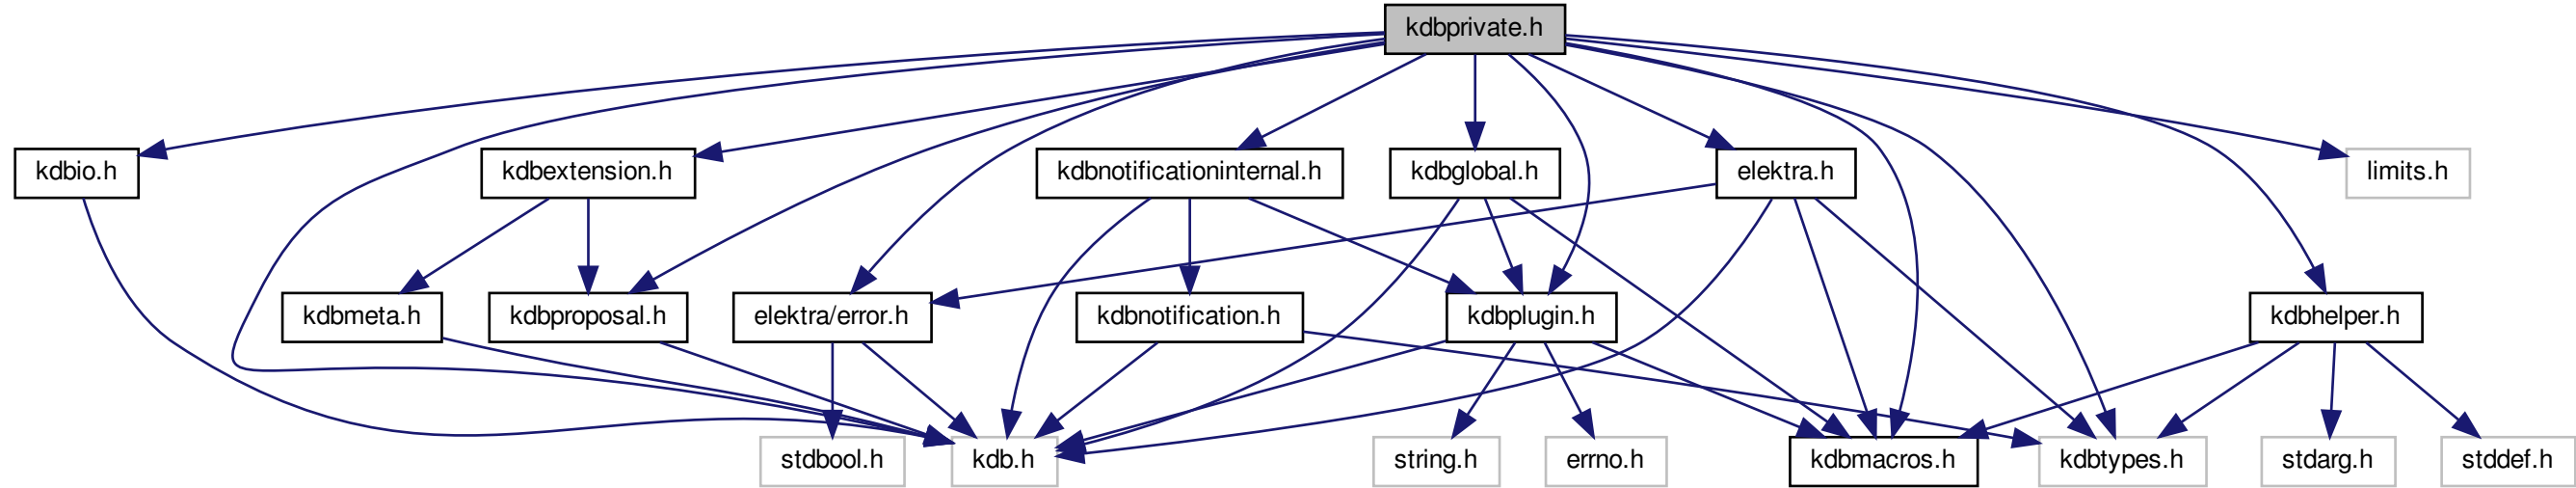 kdbprivate.h
kdbio.h
kdbextension.h
kdbnotificationinternal.h
kdbglobal.h
elektra.h
limits.h
kdbmeta.h
kdbproposal.h
elektra/error.h
kdbnotification.h
kdbplugin.h
kdbhelper.h
stdbool.h
kdb.h
string.h
errno.h
kdbmacros.h
kdbtypes.h
stdarg.h
stddef.h